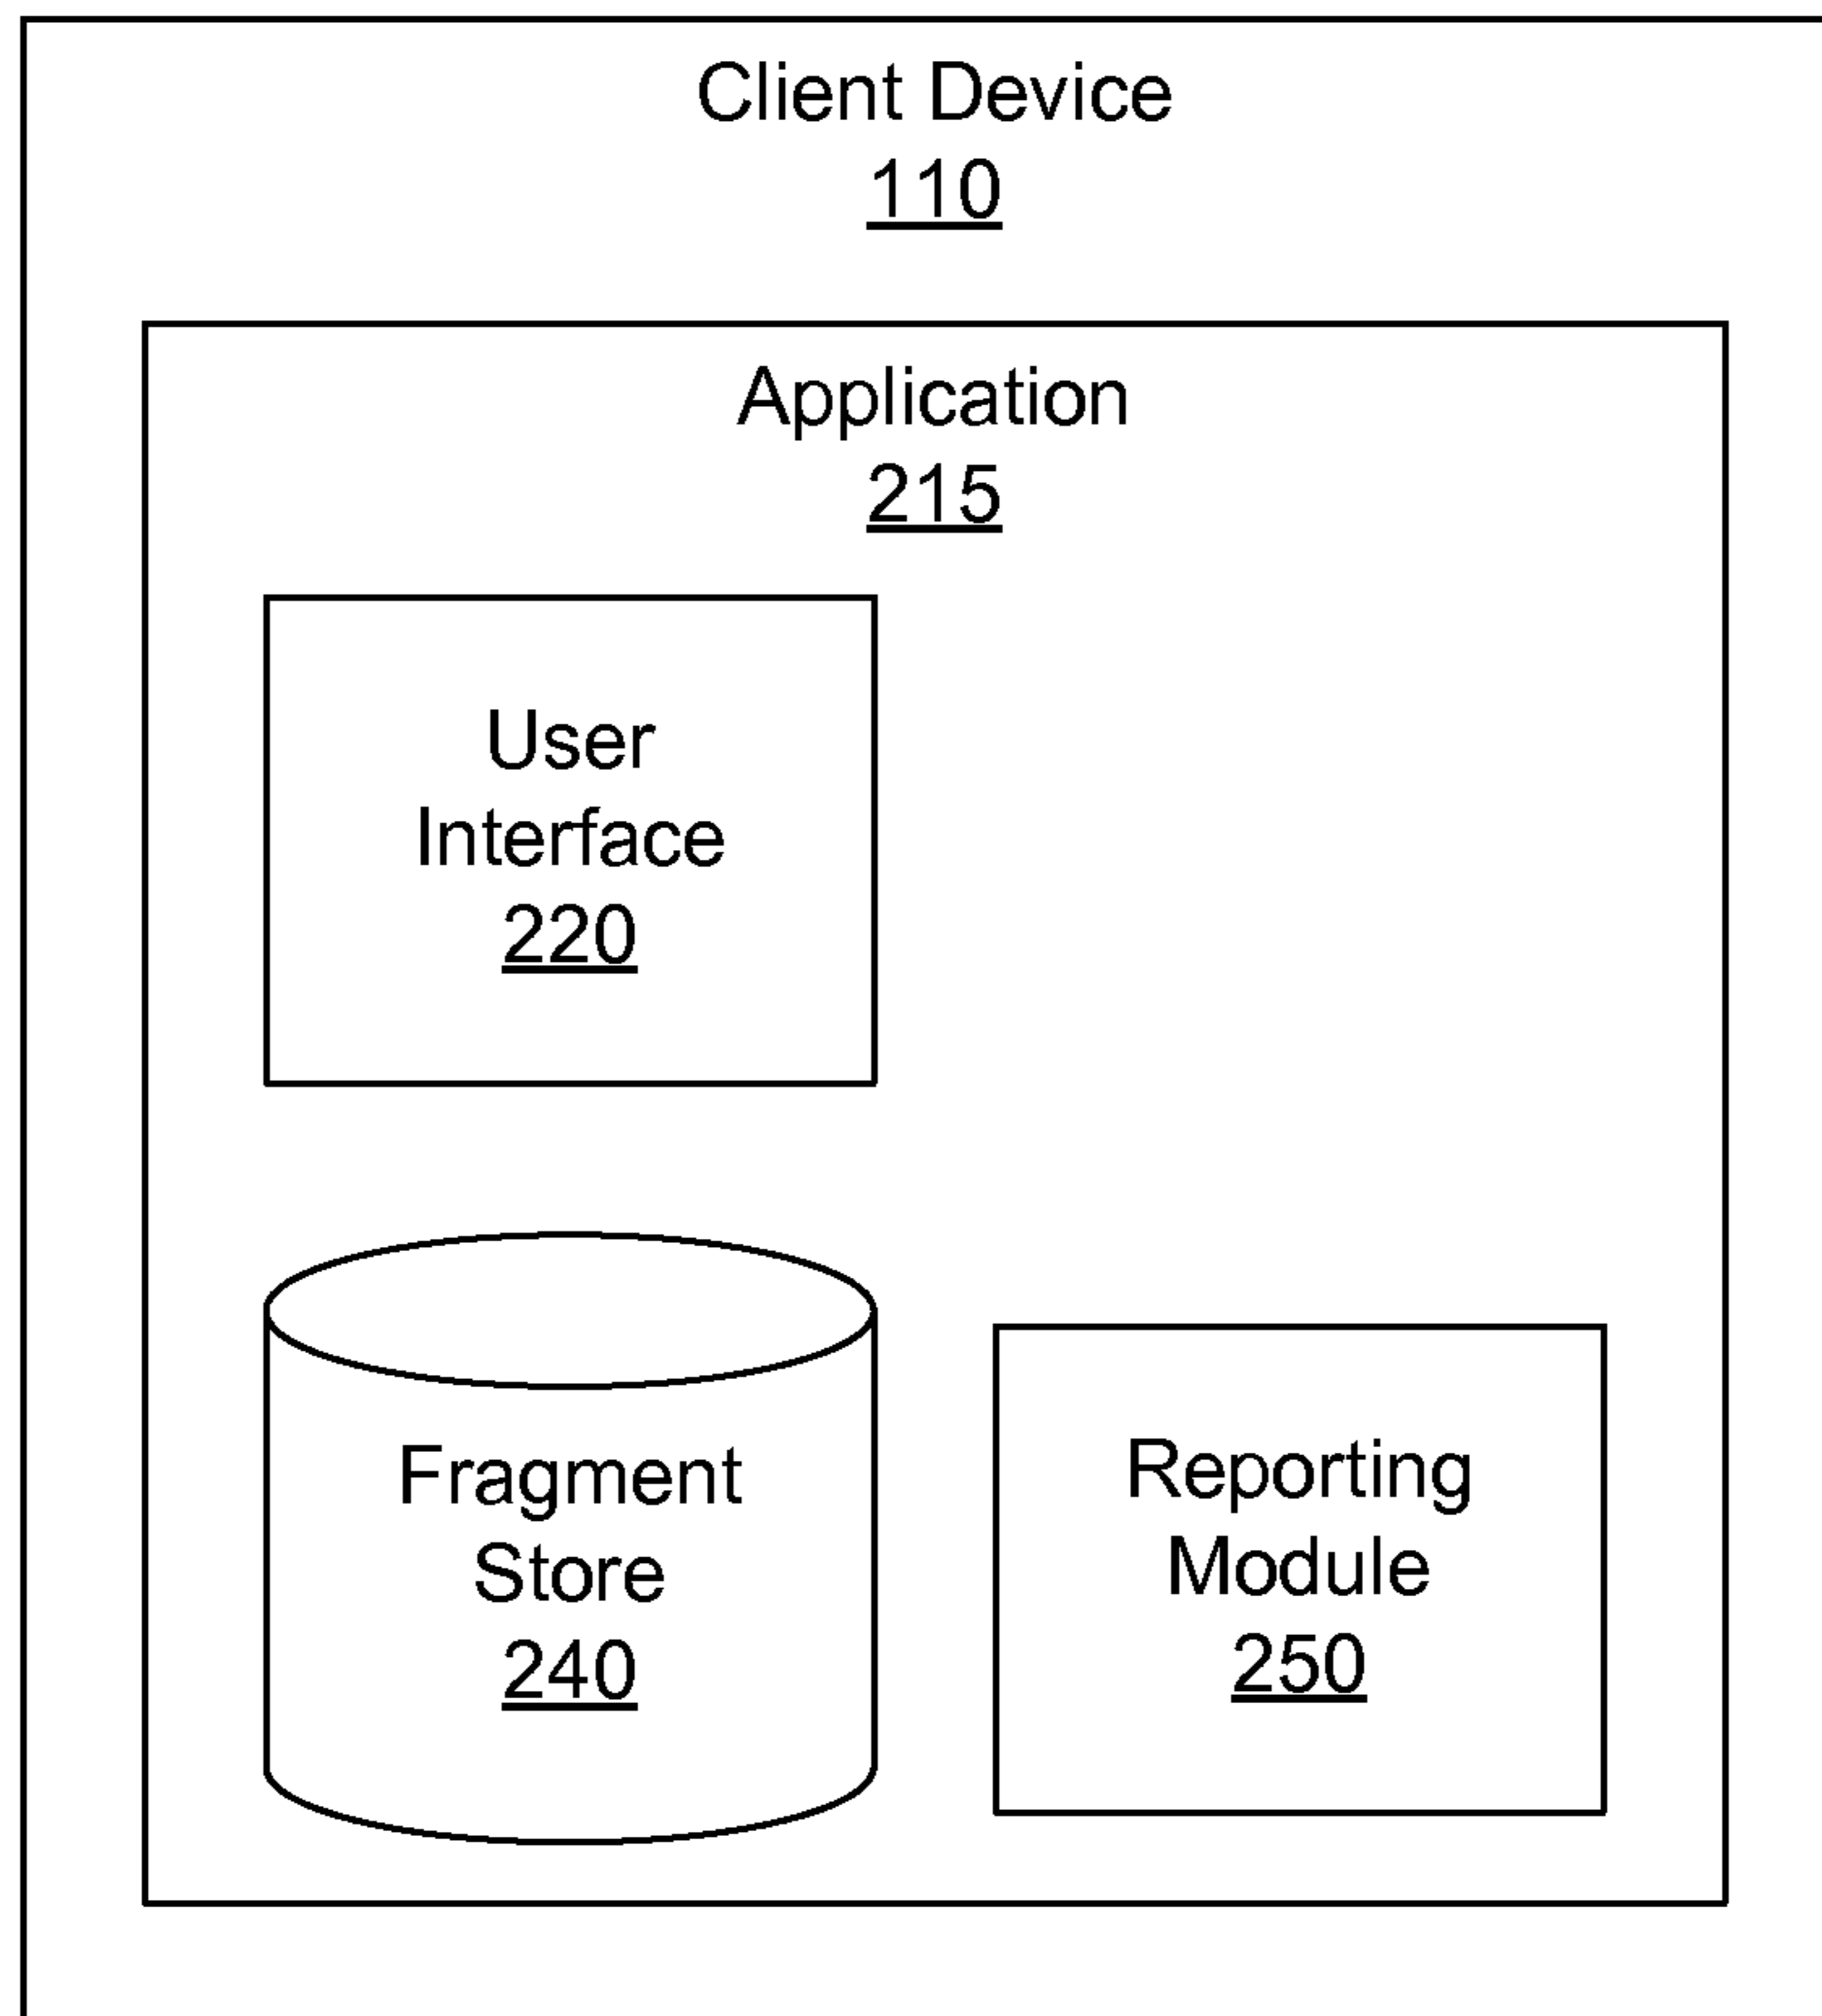 Client Device
110
Application
215
User
Interface
220
Fragment
Store
240
Reporting
Module
250